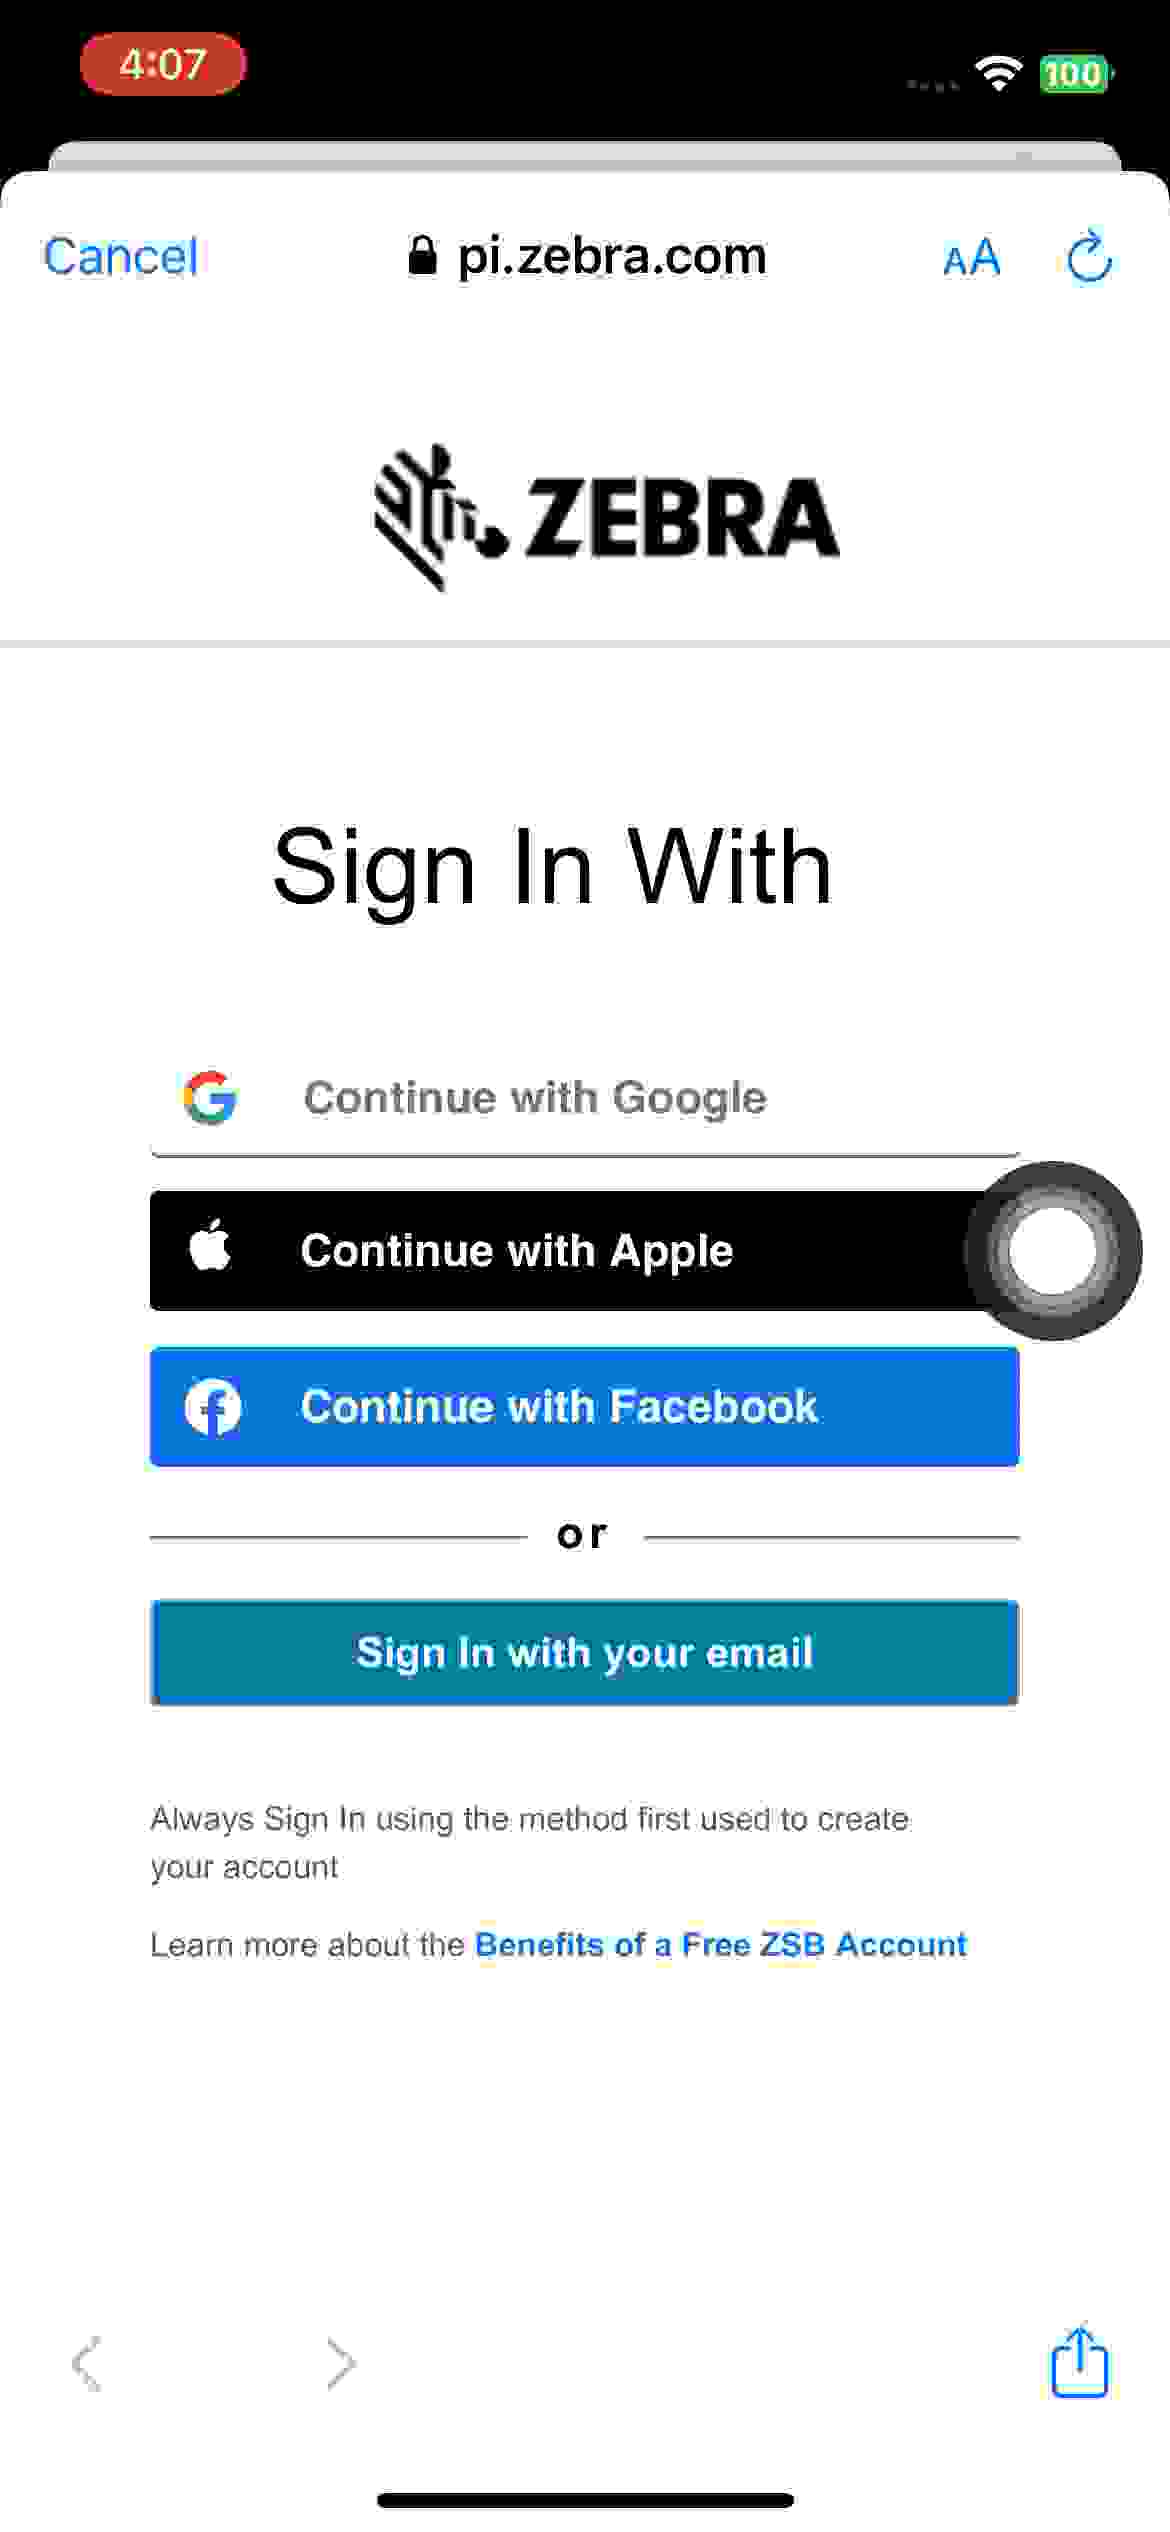 4:07
100
Cancel
pi.zebra.com
AA
ZEBRA
Sign In With
Continue with Google
Continue with Apple
Continue with Facebook
or
Sign In with your email
Always Sign In using the method first used to create
your account
Learn more about the Benefits of a Free ZSB Account